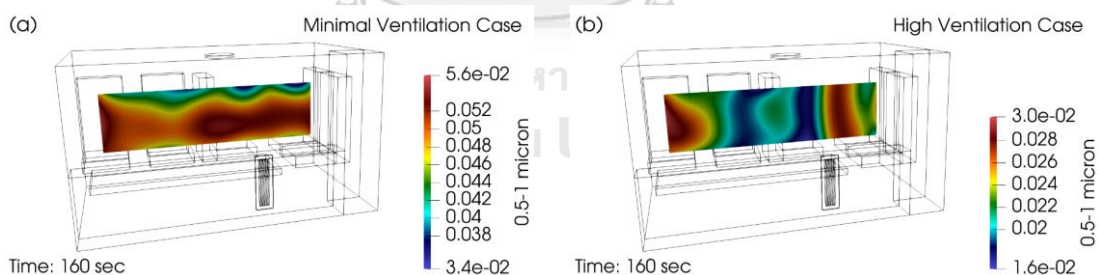 (a) Minimal Ventilation Case
5.6e-02
0.052
0.05
0.048
0.046
0.044
0.042
0.04
0.038
3.4e-02
0.5-1 micron
Time: 160 sec
(b) High Ventilation Case
3.0e-02
0.028
0.026
0.024
0.022
0.02
1.6e-02
0.5-1 micron
Time: 160 sec